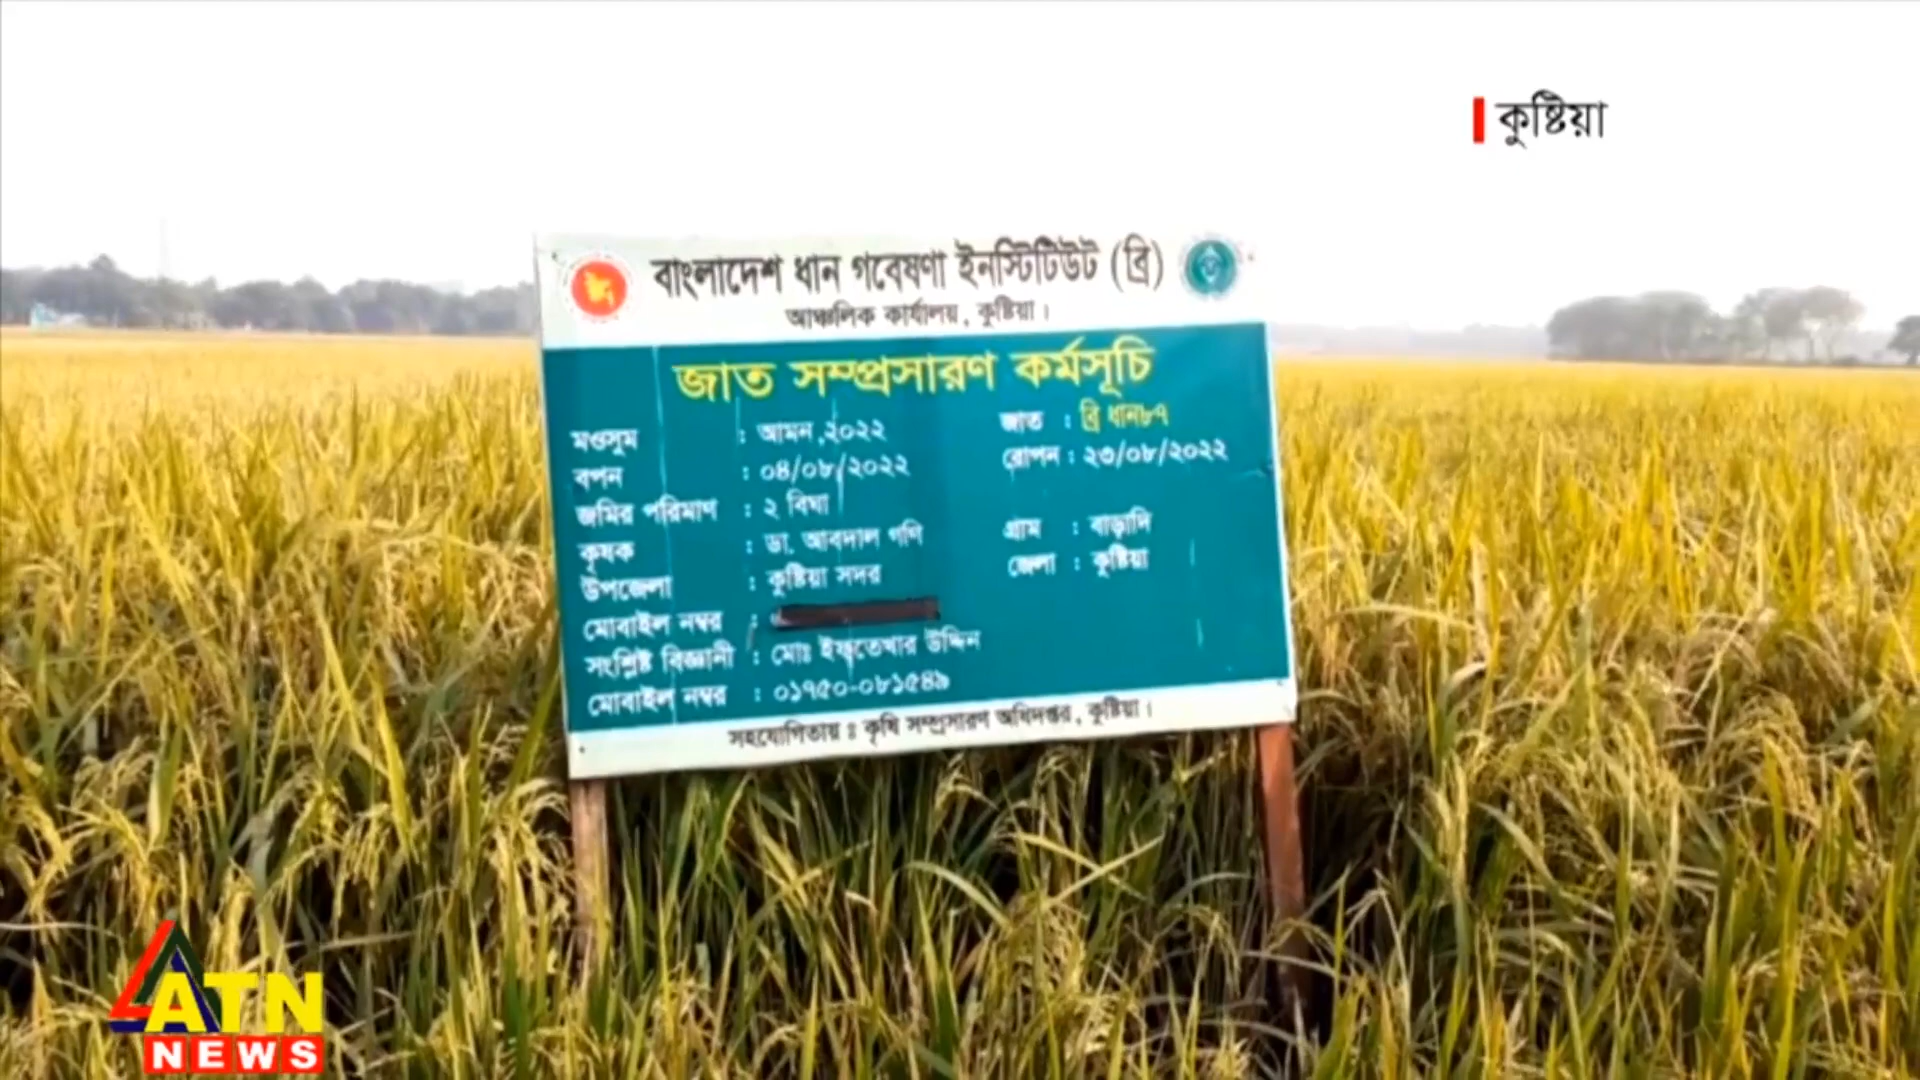 কুষ্টিয়া
বাংলাদেশ ধান গবেষণা ইনস্টিটিউট (ব্রি)
আঞ্চলিক কার্যালয়, কুষ্টিয়া।
জাত সম্প্রসারণ কর্মসূচি
মওসুম : আমন,২০২২ জাত : ব্রি ধান৮৭
বপন : ০৪/০৮/২০২২ রোপন : ২৩/০৮/২০২২
জমির পরিমাণ : ২ বিঘা
কৃষক : ডা. আবদাল গণি গ্রাম : বাড়াদি
উপজেলা : কুষ্টিয়া সদর জেলা : কুষ্টিয়া
মোবাইল নম্বর :
সংশ্লিষ্ট বিজ্ঞানী : মোঃ ইফতেখার উদ্দিন
মোবাইল নম্বর : ০১৭৫০-০৮১৫৪৯
সহযোগিতায় ঃ কৃষি সম্প্রসারণ অধিদপ্তর, কুষ্টিয়া।
ATN
NEWS